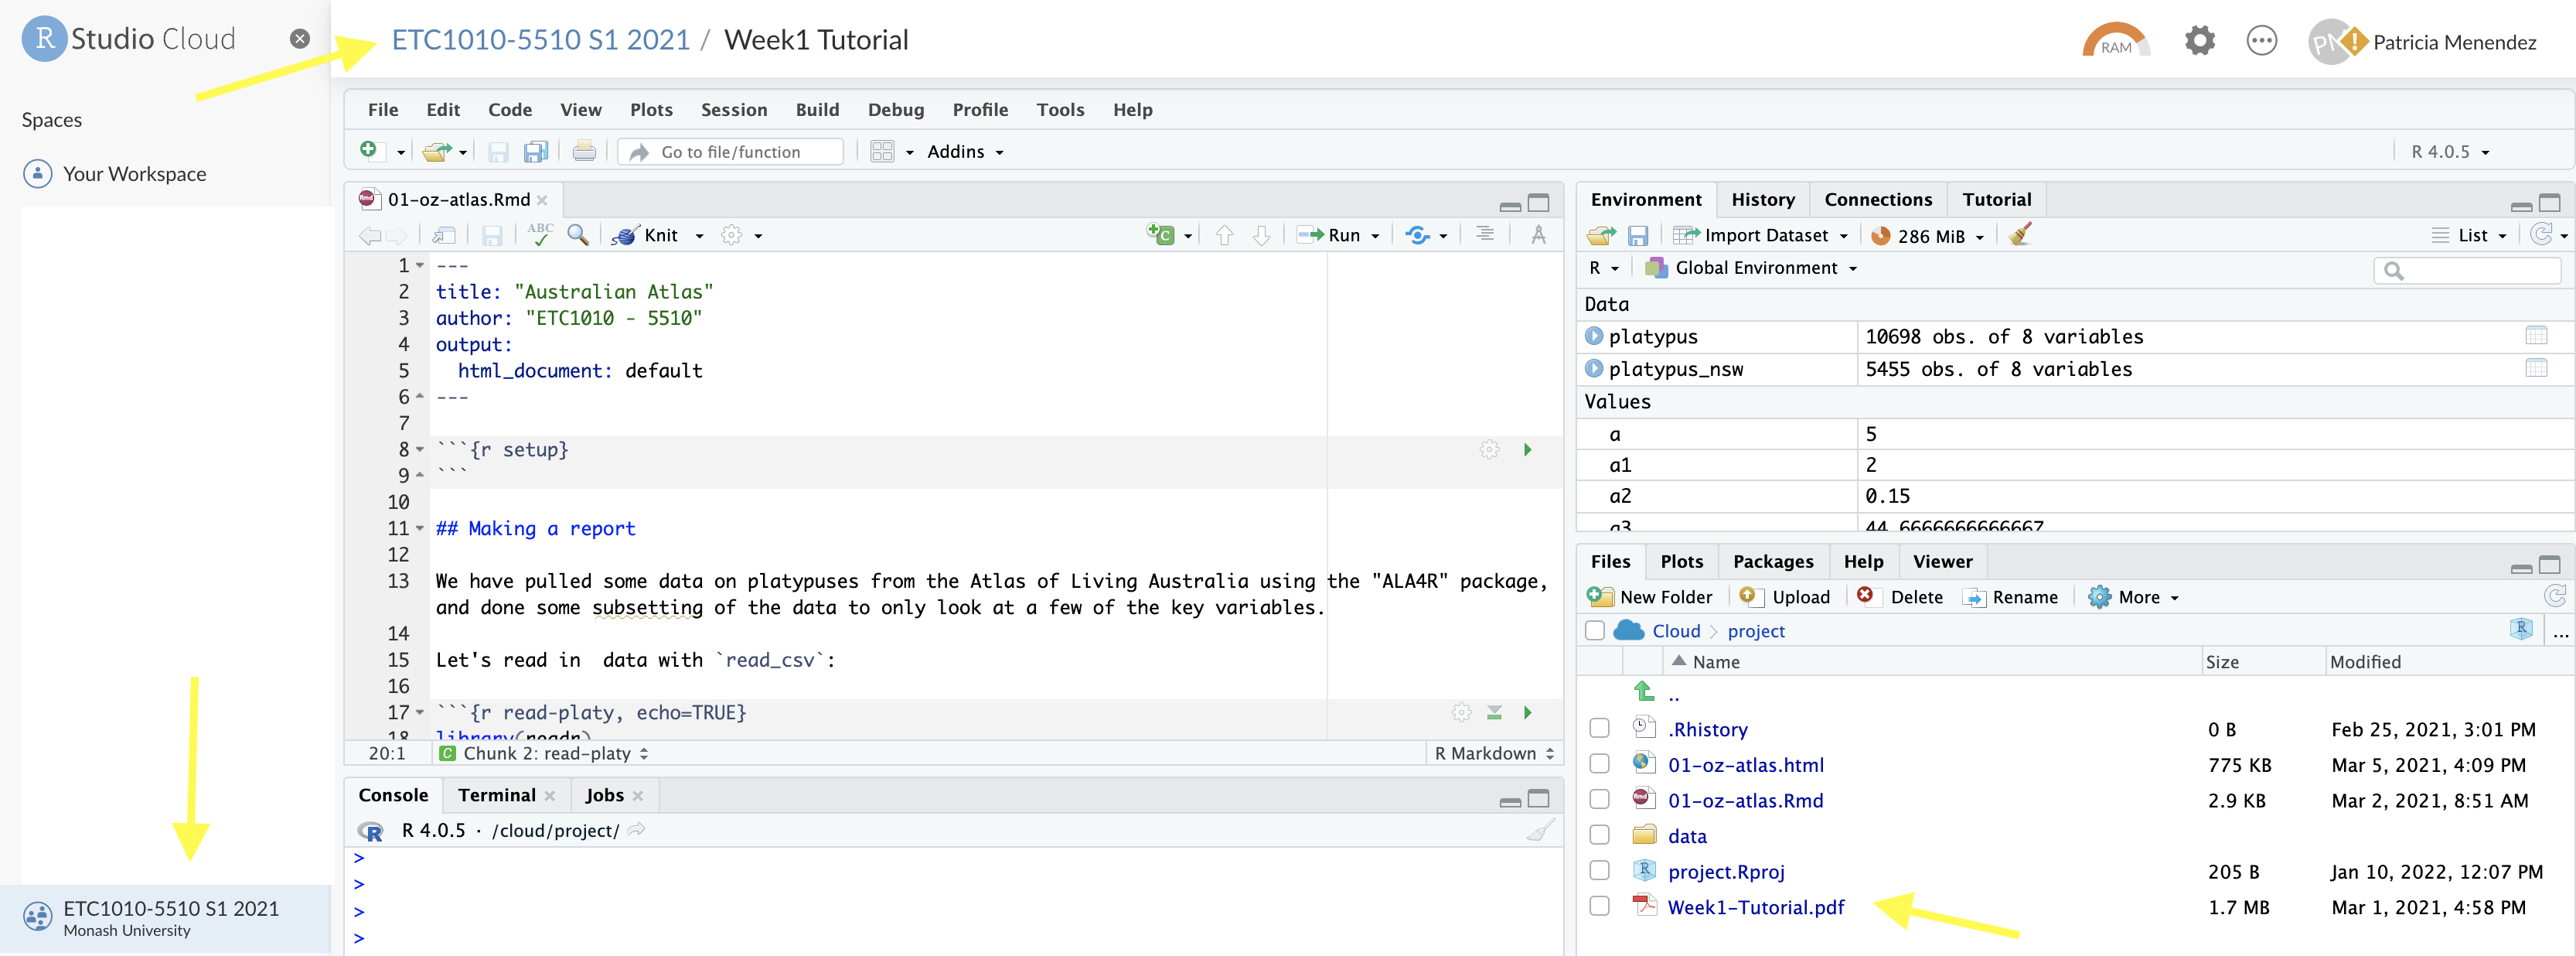 R Studio Cloud
ETC1010-5510 S1 2021 / Week1 Tutorial
RAM
PM
!
Patricia Menendez
Spaces
Your Workspace
ETC1010-5510 S1 2021
Monash University
File Edit Code View Plots Session Build Debug Profile Tools Help
Go to file/function
Addins
R 4.0.5
01-oz-atlas.Rmd
ABC
Knit
Run
1 ---
2 title: "Australian Atlas"
3 author: "ETC1010 - 5510"
4 output:
5 html_document: default
6 ---
7
8 ```{r setup}
9 ```
10
11 ## Making a report
12
13 We have pulled some data on platypuses from the Atlas of Living Australia using the "ALA4R" package,
and done some subsetting of the data to only look at a few of the key variables.
14
15 Let's read in  data with `read_csv`:
16
17 ```{r read-platy, echo=TRUE}
18 library(readr)
20:1 C Chunk 2: read-platy R Markdown
Console Terminal Jobs
R R 4.0.5 · /cloud/project/
>
>
>
>
Environment History Connections Tutorial
Import Dataset 286 MiB List
R Global Environment
Data
platypus 10698 obs. of 8 variables
platypus_nsw 5455 obs. of 8 variables
Values
a 5
a1 2
a2 0.15
a3 44.6666666666667
Files Plots Packages Help Viewer
New Folder Upload Delete Rename More
Cloud > project R ...
Name Size Modified
..
.Rhistory 0 B Feb 25, 2021, 3:01 PM
01-oz-atlas.html 775 KB Mar 5, 2021, 4:09 PM
01-oz-atlas.Rmd 2.9 KB Mar 2, 2021, 8:51 AM
data
project.Rproj 205 B Jan 10, 2022, 12:07 PM
Week1-Tutorial.pdf 1.7 MB Mar 1, 2021, 4:58 PM